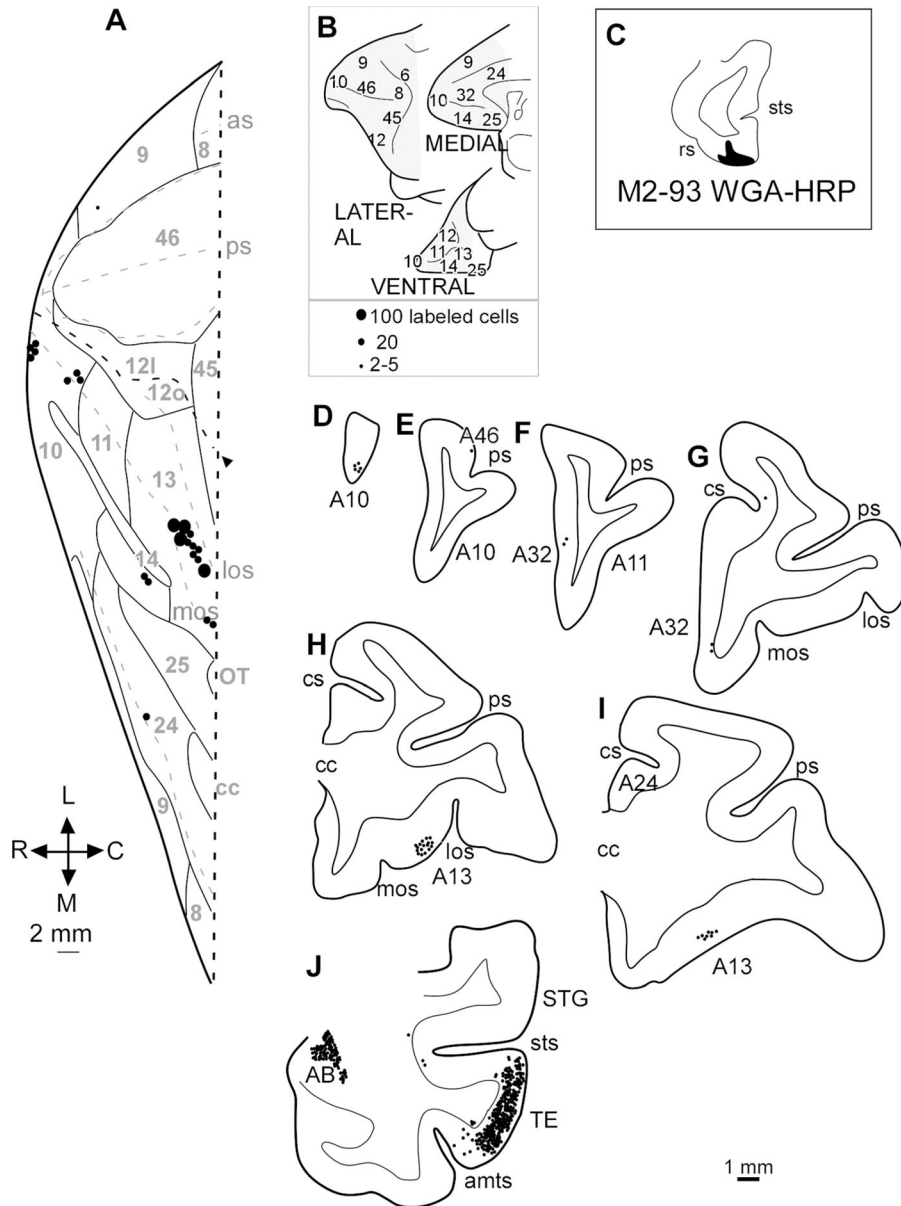 A
as
9
8
46
ps
12l
45
12o
11
10
13
14
los
mos
25
OT
24
cc
9
8
L
R
C
M
2 mm
B
9
10
46
6
8
45
12
LATER-
AL
9
24
10
32
14
25
MEDIAL
12
11
13
10
14
25
VENTRAL
100 labeled cells
20
2-5
C
sts
rs
M2-93 WGA-HRP
D
A10
E
A46
ps
A10
F
ps
A32
A11
G
cs
ps
A32
los
mos
H
cs
ps
cc
los
mos
A13
I
cs
A24
ps
cc
A13
J
STG
sts
AB
TE
amts
1 mm